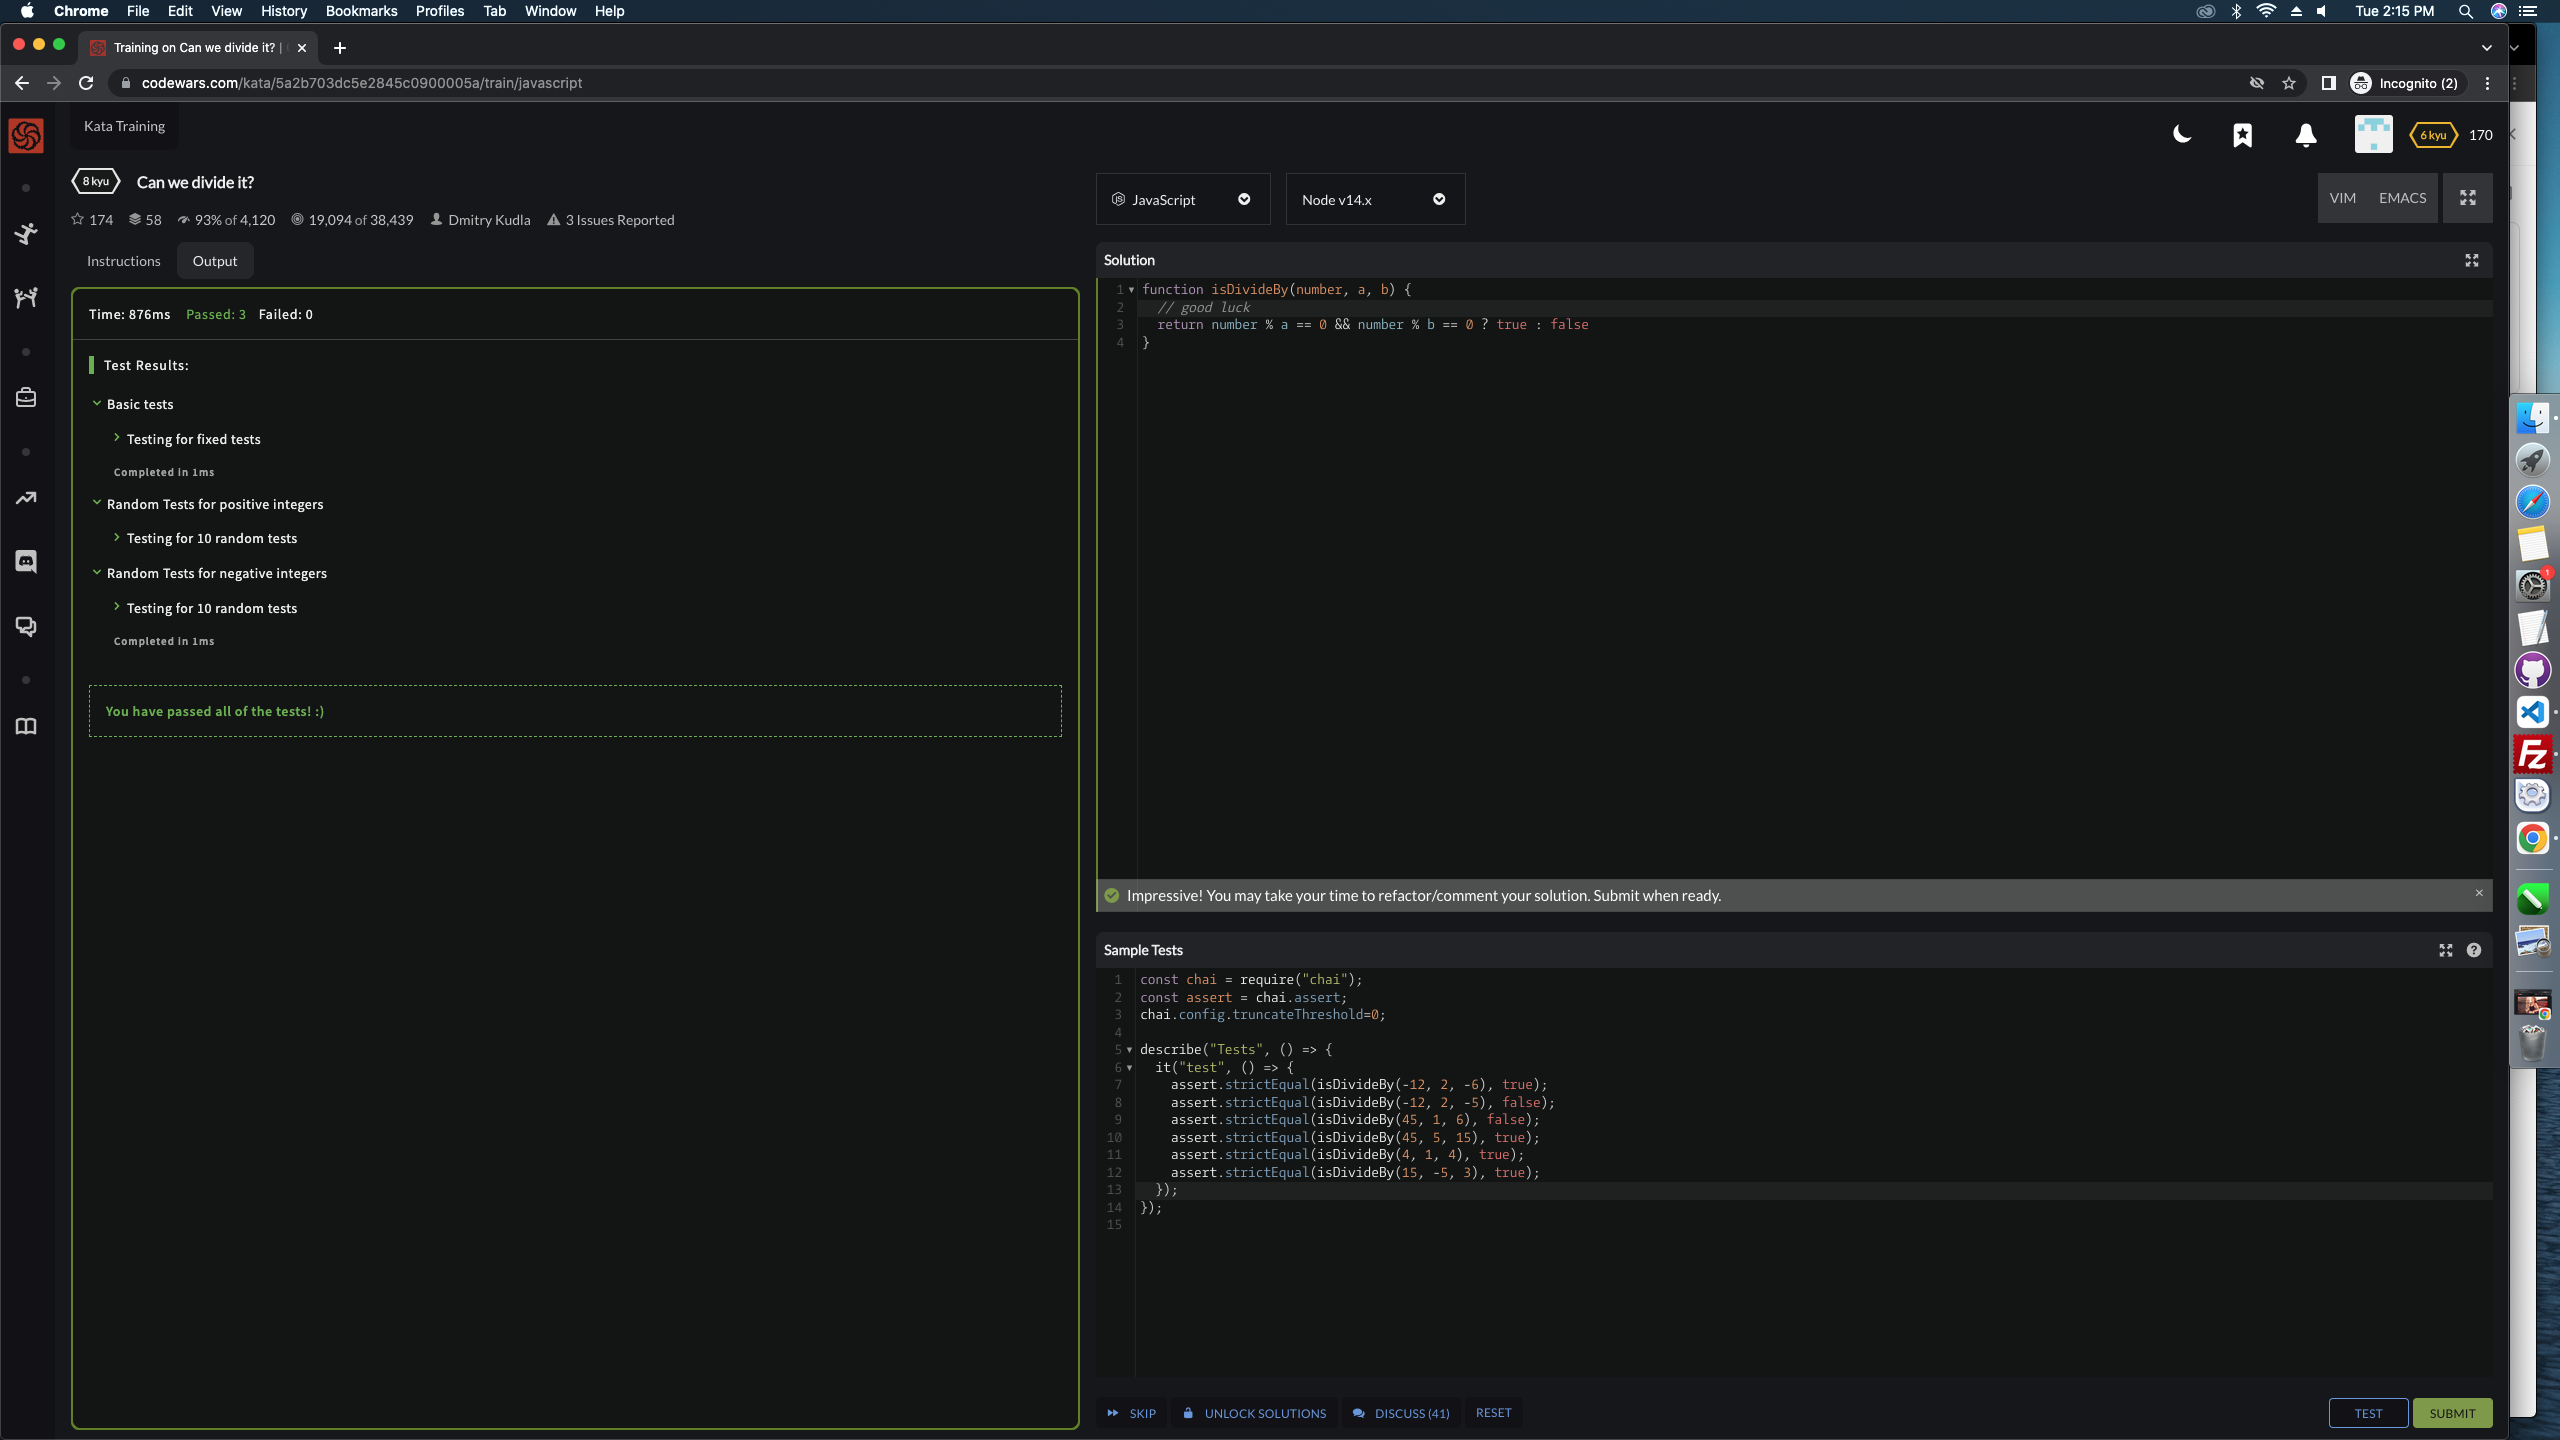 Chrome File Edit View History Bookmarks Profiles Tab Window Help Tue 2:15 PM
Training on Can we divide it? |
codewars.com/kata/5a2b703dc5e2845c0900005a/train/javascript Incognito (2)
Kata Training
6 kyu 170
8 kyu Can we divide it?
174 58 93% of 4,120 19,094 of 38,439 Dmitry Kudla 3 Issues Reported
JavaScript Node v14.x VIM EMACS
Instructions Output
Time: 876ms Passed: 3 Failed: 0
Test Results:
Basic tests
Testing for fixed tests
Completed in 1ms
Random Tests for positive integers
Testing for 10 random tests
Random Tests for negative integers
Testing for 10 random tests
Completed in 1ms
You have passed all of the tests! :)
Solution
1 function isDivideBy(number, a, b) {
2 // good luck
3 return number % a == 0 && number % b == 0 ? true : false
4 }
Impressive! You may take your time to refactor/comment your solution. Submit when ready.
Sample Tests
1 const chai = require("chai");
2 const assert = chai.assert;
3 chai.config.truncateThreshold=0;
4
5 describe("Tests", () => {
6 it("test", () => {
7 assert.strictEqual(isDivideBy(-12, 2, -6), true);
8 assert.strictEqual(isDivideBy(-12, 2, -5), false);
9 assert.strictEqual(isDivideBy(45, 1, 6), false);
10 assert.strictEqual(isDivideBy(45, 5, 15), true);
11 assert.strictEqual(isDivideBy(4, 1, 4), true);
12 assert.strictEqual(isDivideBy(15, -5, 3), true);
13 });
14 });
15
SKIP UNLOCK SOLUTIONS DISCUSS (41) RESET TEST SUBMIT
1
Fz